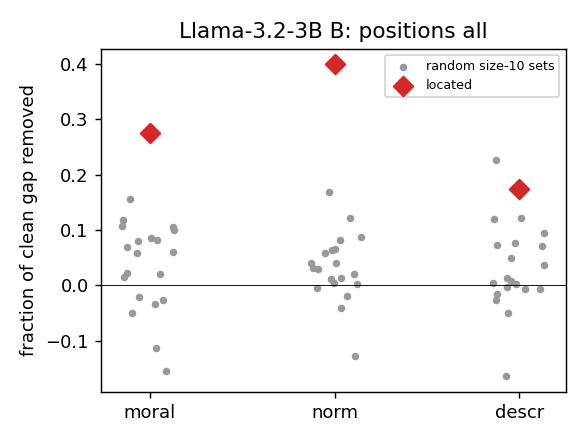 Llama-3.2-3B B: positions all
fraction of clean gap removed
0.4
0.3
0.2
0.1
0.0
−0.1
random size-10 sets
located
moral
norm
descr